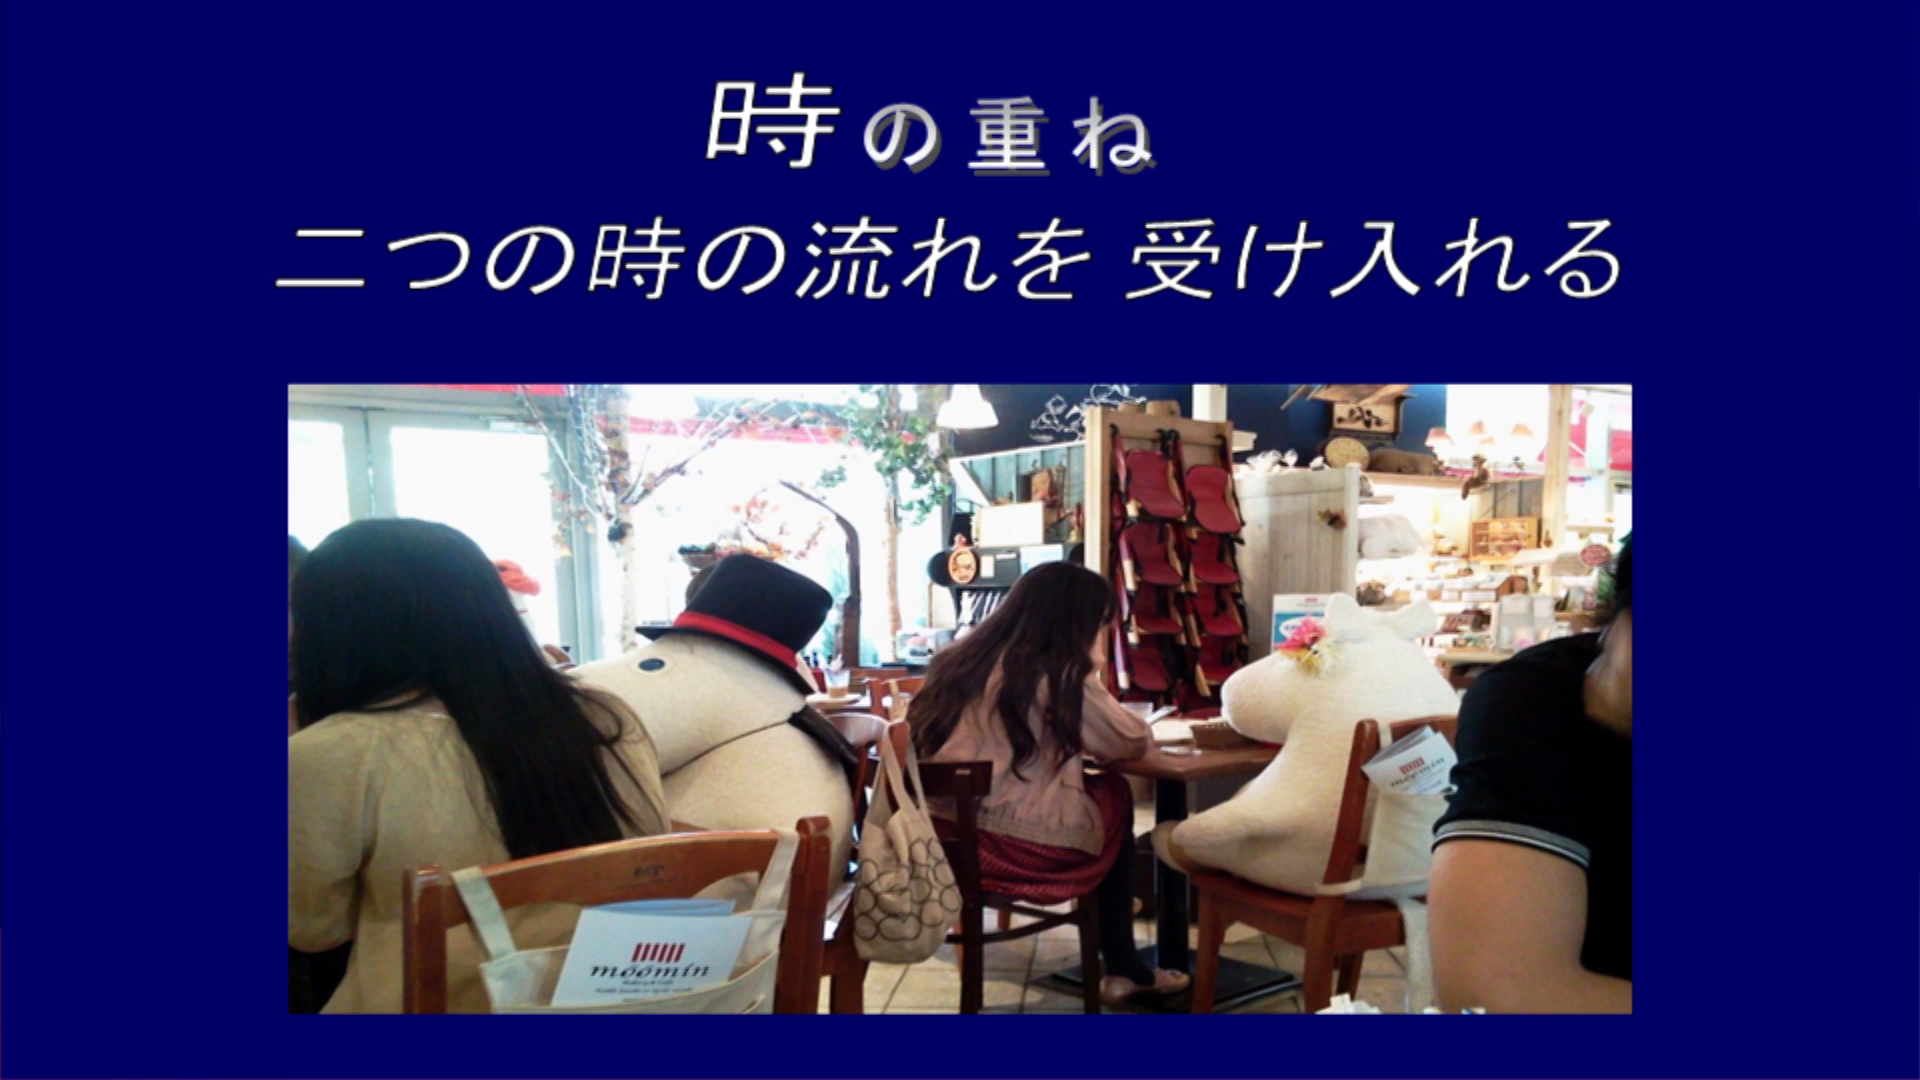 時の重ね
二つの時の流れを 受け入れる
moomin